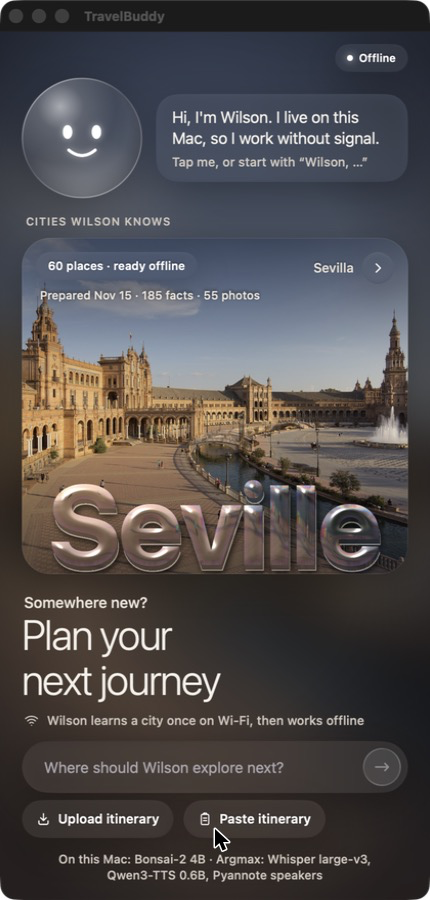 TravelBuddy
Offline
Hi, I'm Wilson. I live on this
Mac, so I work without signal.
Tap me, or start with “Wilson, ...”
CITIES WILSON KNOWS
60 places · ready offline
Sevilla
Prepared Nov 15 · 185 facts · 55 photos
Seville
Somewhere new?
Plan your
next journey
Wilson learns a city once on Wi-Fi, then works offline
Where should Wilson explore next?
Upload itinerary
Paste itinerary
On this Mac: Bonsai-2 4B · Argmax: Whisper large-v3,
Qwen3-TTS 0.6B, Pyannote speakers